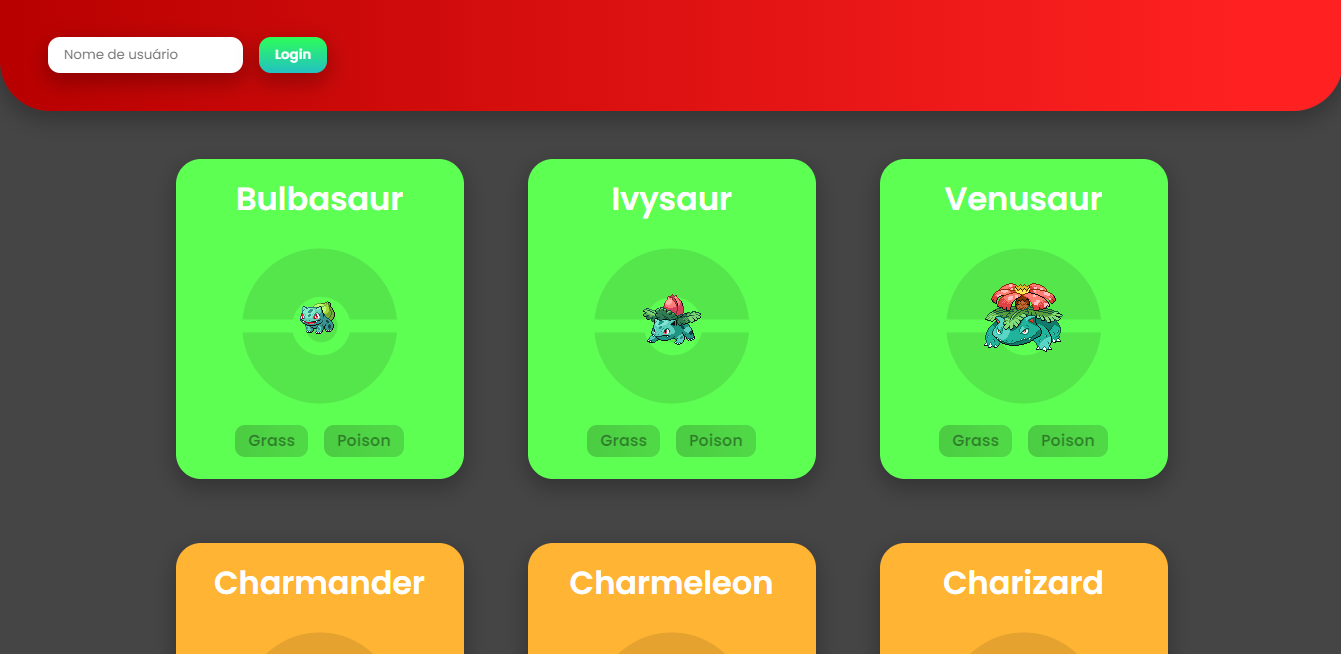 Nome de usuário Login
Bulbasaur Ivysaur Venusaur
Grass Poison Grass Poison Grass Poison
Charmander Charmeleon Charizard